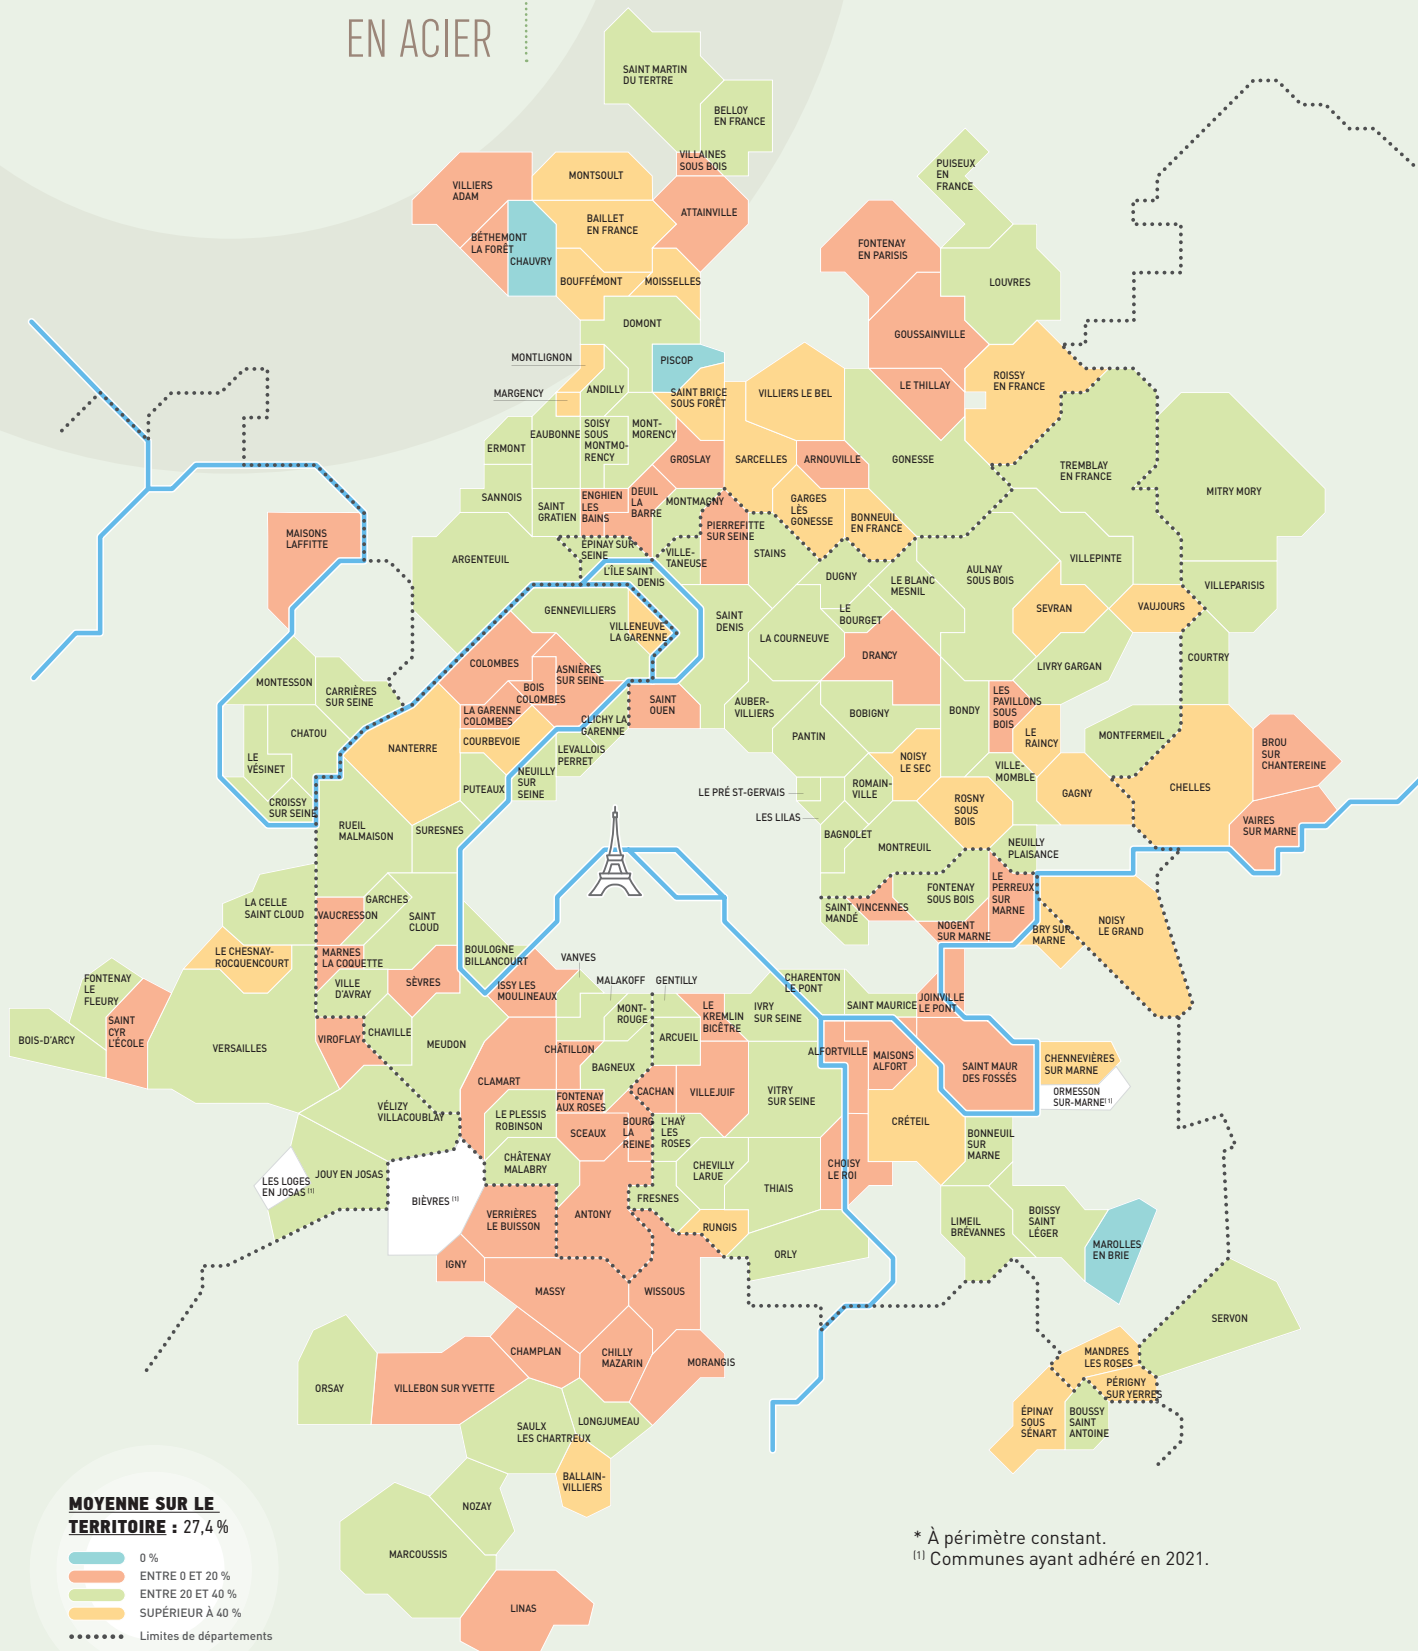 EN ACIER
SAINT MARTIN
DU TERTRE
BELLOY
EN FRANCE
VILLAINES
SOUS BOIS
PUISEUX
EN
FRANCE
MONTSOULT
VILLIERS
ADAM
ATTAINVILLE
BAILLET
EN FRANCE
BÉTHEMONT
LA FORÊT
CHAUVRY
FONTENAY
EN PARISIS
BOUFFÉMONT
MOISSELLES
LOUVRES
DOMONT
GOUSSAINVILLE
MONTLIGNON
PISCOP
ROISSY
EN FRANCE
LE THILLAY
MARGENCY
ANDILLY
SAINT BRICE
SOUS FORÊT
VILLIERS LE BEL
EAUBONNE
SOISY
SOUS
MONTMO-
RENCY
MONT-
MORENCY
ERMONT
GROSLAY
SARCELLES
ARNOUVILLE
GONESSE
TREMBLAY
EN FRANCE
MITRY MORY
SANNOIS
SAINT
GRATIEN
ENGHIEN
LES
BAINS
DEUIL
LA
BARRE
MONTMAGNY
GARGES
LÈS
GONESSE
BONNEUIL
EN FRANCE
PIERREFITTE
SUR SEINE
MAISONS
LAFFITTE
ARGENTEUIL
ÉPINAY SUR
SEINE
VILLE-
TANEUSE
STAINS
VILLEPINTE
L'ÎLE SAINT
DENIS
DUGNY
LE BLANC
MESNIL
AULNAY
SOUS BOIS
VILLEPARISIS
GENNEVILLIERS
VILLENEUVE
LA GARENNE
SAINT
DENIS
LE
BOURGET
SEVRAN
VAUJOURS
LA COURNEUVE
COLOMBES
ASNIÈRES
SUR SEINE
DRANCY
LIVRY GARGAN
COURTRY
MONTESSON
CARRIÈRES
SUR SEINE
BOIS
COLOMBES
SAINT
OUEN
AUBER-
VILLIERS
BOBIGNY
BONDY
LES
PAVILLONS
SOUS
BOIS
LA GARENNE
COLOMBES
CLICHY LA
GARENNE
CHATOU
NANTERRE
COURBEVOIE
LEVALLOIS
PERRET
PANTIN
LE
RAINCY
MONTFERMEIL
BROU
SUR
CHANTEREINE
LE
VÉSINET
NEUILLY
SUR
SEINE
NOISY
LE SEC
VILLE-
MOMBLE
PUTEAUX
LE PRÉ ST-GERVAIS
ROMAIN-
VILLE
GAGNY
CHELLES
CROISSY
SUR SEINE
ROSNY
SOUS
BOIS
LES LILAS
RUEIL
MALMAISON
SURESNES
BAGNOLET
MONTREUIL
NEUILLY
PLAISANCE
VAIRES
SUR MARNE
LA CELLE
SAINT CLOUD
GARCHES
VAUCRESSON
SAINT
CLOUD
SAINT
MANDÉ
VINCENNES
FONTENAY
SOUS BOIS
LE
PERREUX
SUR
MARNE
NOGENT
SUR MARNE
BRY SUR
MARNE
NOISY
LE GRAND
LE CHESNAY-
ROCQUENCOURT
MARNES
LA COQUETTE
BOULOGNE
BILLANCOURT
VANVES
FONTENAY
LE
FLEURY
VILLE
D'AVRAY
SÈVRES
ISSY LES
MOULINEAUX
MALAKOFF
GENTILLY
CHARENTON
LE PONT
SAINT MAURICE
JOINVILLE
LE PONT
SAINT
CYR
L'ÉCOLE
MONT-
ROUGE
LE
KREMLIN
BICÊTRE
IVRY
SUR SEINE
BOIS-D'ARCY
VERSAILLES
VIROFLAY
CHAVILLE
MEUDON
CHÂTILLON
ARCUEIL
ALFORTVILLE
MAISONS
ALFORT
SAINT MAUR
DES FOSSÉS
CHENNEVIÈRES
SUR MARNE
BAGNEUX
CLAMART
FONTENAY
AUX ROSES
CACHAN
VILLEJUIF
VITRY
SUR SEINE
ORMESSON
SUR-MARNE(1)
VÉLIZY
VILLACOUBLAY
LE PLESSIS
ROBINSON
SCEAUX
BOURG
LA
REINE
L'HAŸ
LES
ROSES
CRÉTEIL
BONNEUIL
SUR
MARNE
JOUY EN JOSAS
LES LOGES
EN JOSAS (1)
CHÂTENAY
MALABRY
CHEVILLY
LARUE
CHOISY
LE ROI
BIÈVRES (1)
FRESNES
THIAIS
VERRIÈRES
LE BUISSON
ANTONY
RUNGIS
LIMEIL
BRÉVANNES
BOISSY
SAINT
LÉGER
MAROLLES
EN BRIE
ORLY
IGNY
MASSY
WISSOUS
SERVON
CHAMPLAN
CHILLY
MAZARIN
MORANGIS
MANDRES
LES ROSES
ORSAY
VILLEBON SUR YVETTE
PÉRIGNY
SUR YERRES
ÉPINAY
SOUS
SÉNART
BOUSSY
SAINT
ANTOINE
SAULX
LES CHARTREUX
LONGJUMEAU
BALLAIN-
VILLIERS
NOZAY
MARCOUSSIS
LINAS
MOYENNE SUR LE
TERRITOIRE : 27,4 %
0 %
ENTRE 0 ET 20 %
ENTRE 20 ET 40 %
SUPÉRIEUR À 40 %
Limites de départements
* À périmètre constant.
(1) Communes ayant adhéré en 2021.